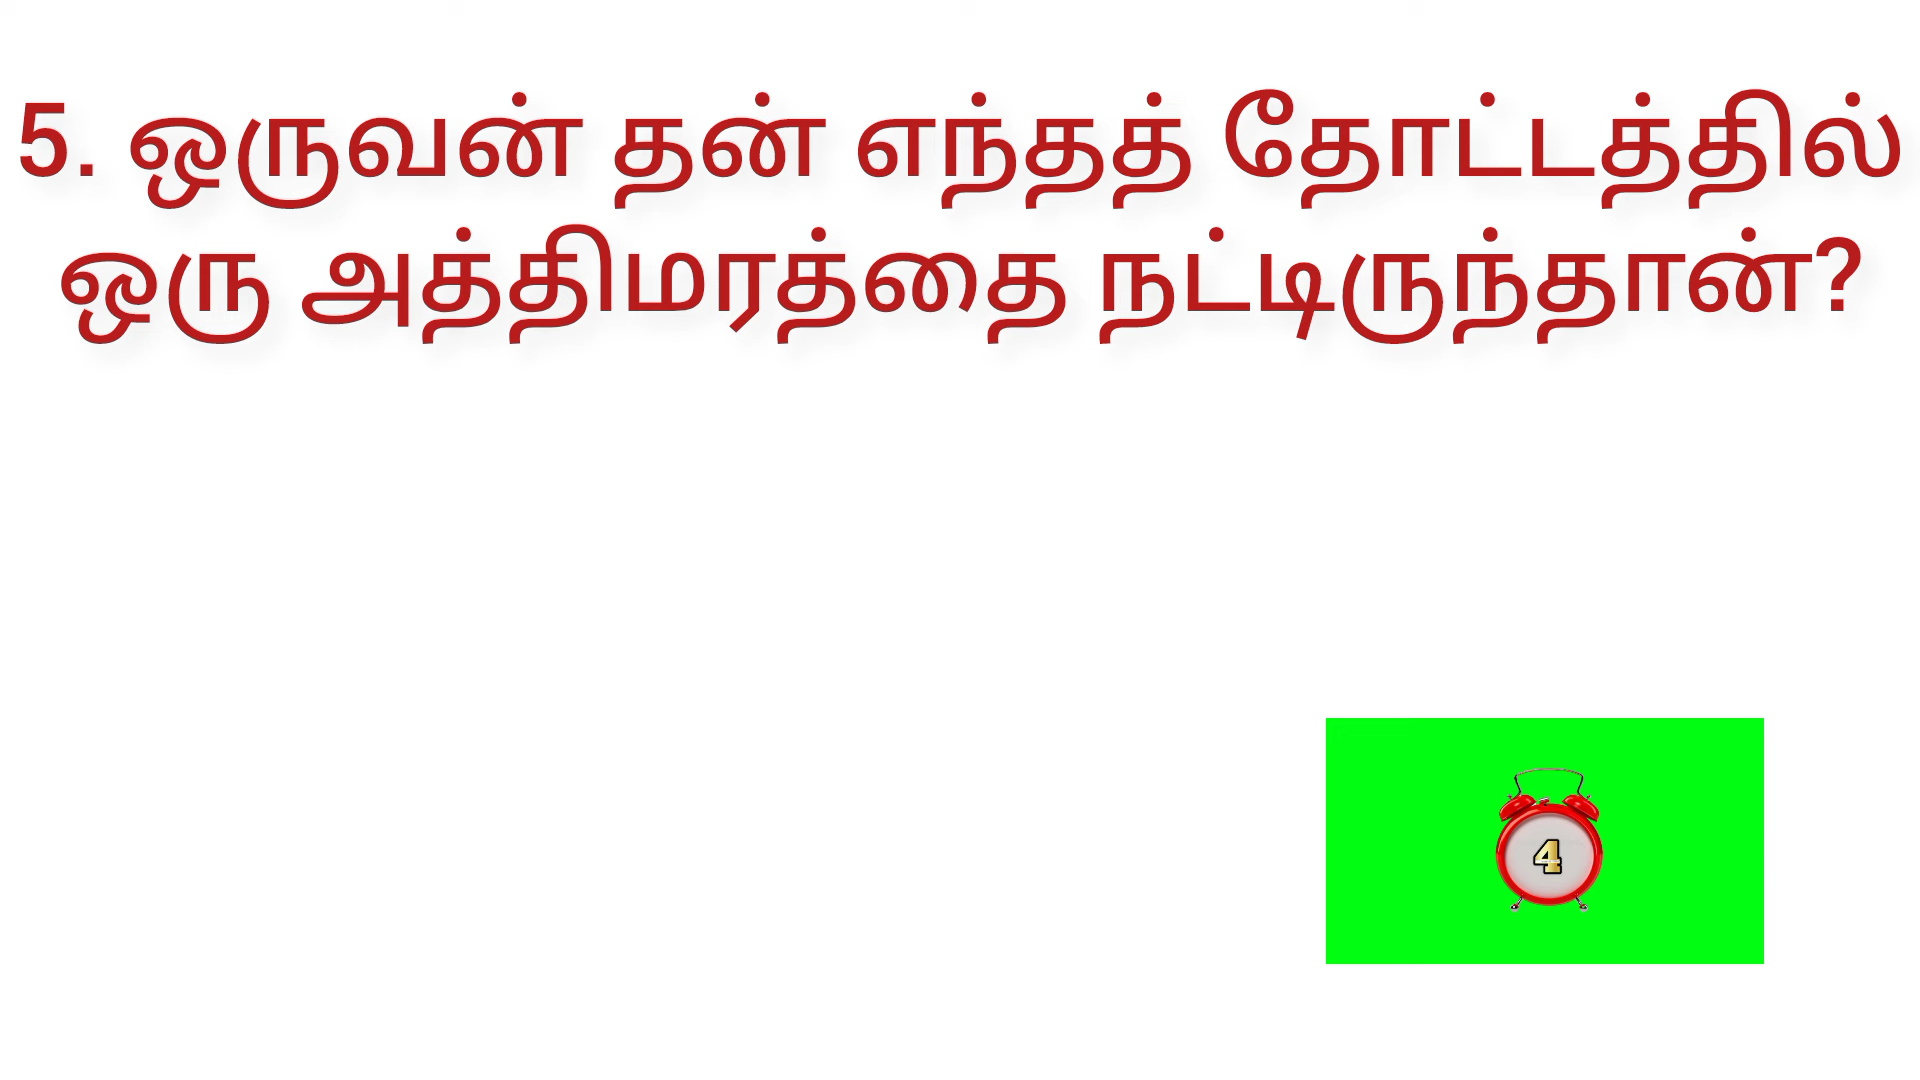 5. ஒருவன் தன் எந்தத் தோட்டத்தில்
ஒரு அத்திமரத்தை நட்டிருந்தான்?
4